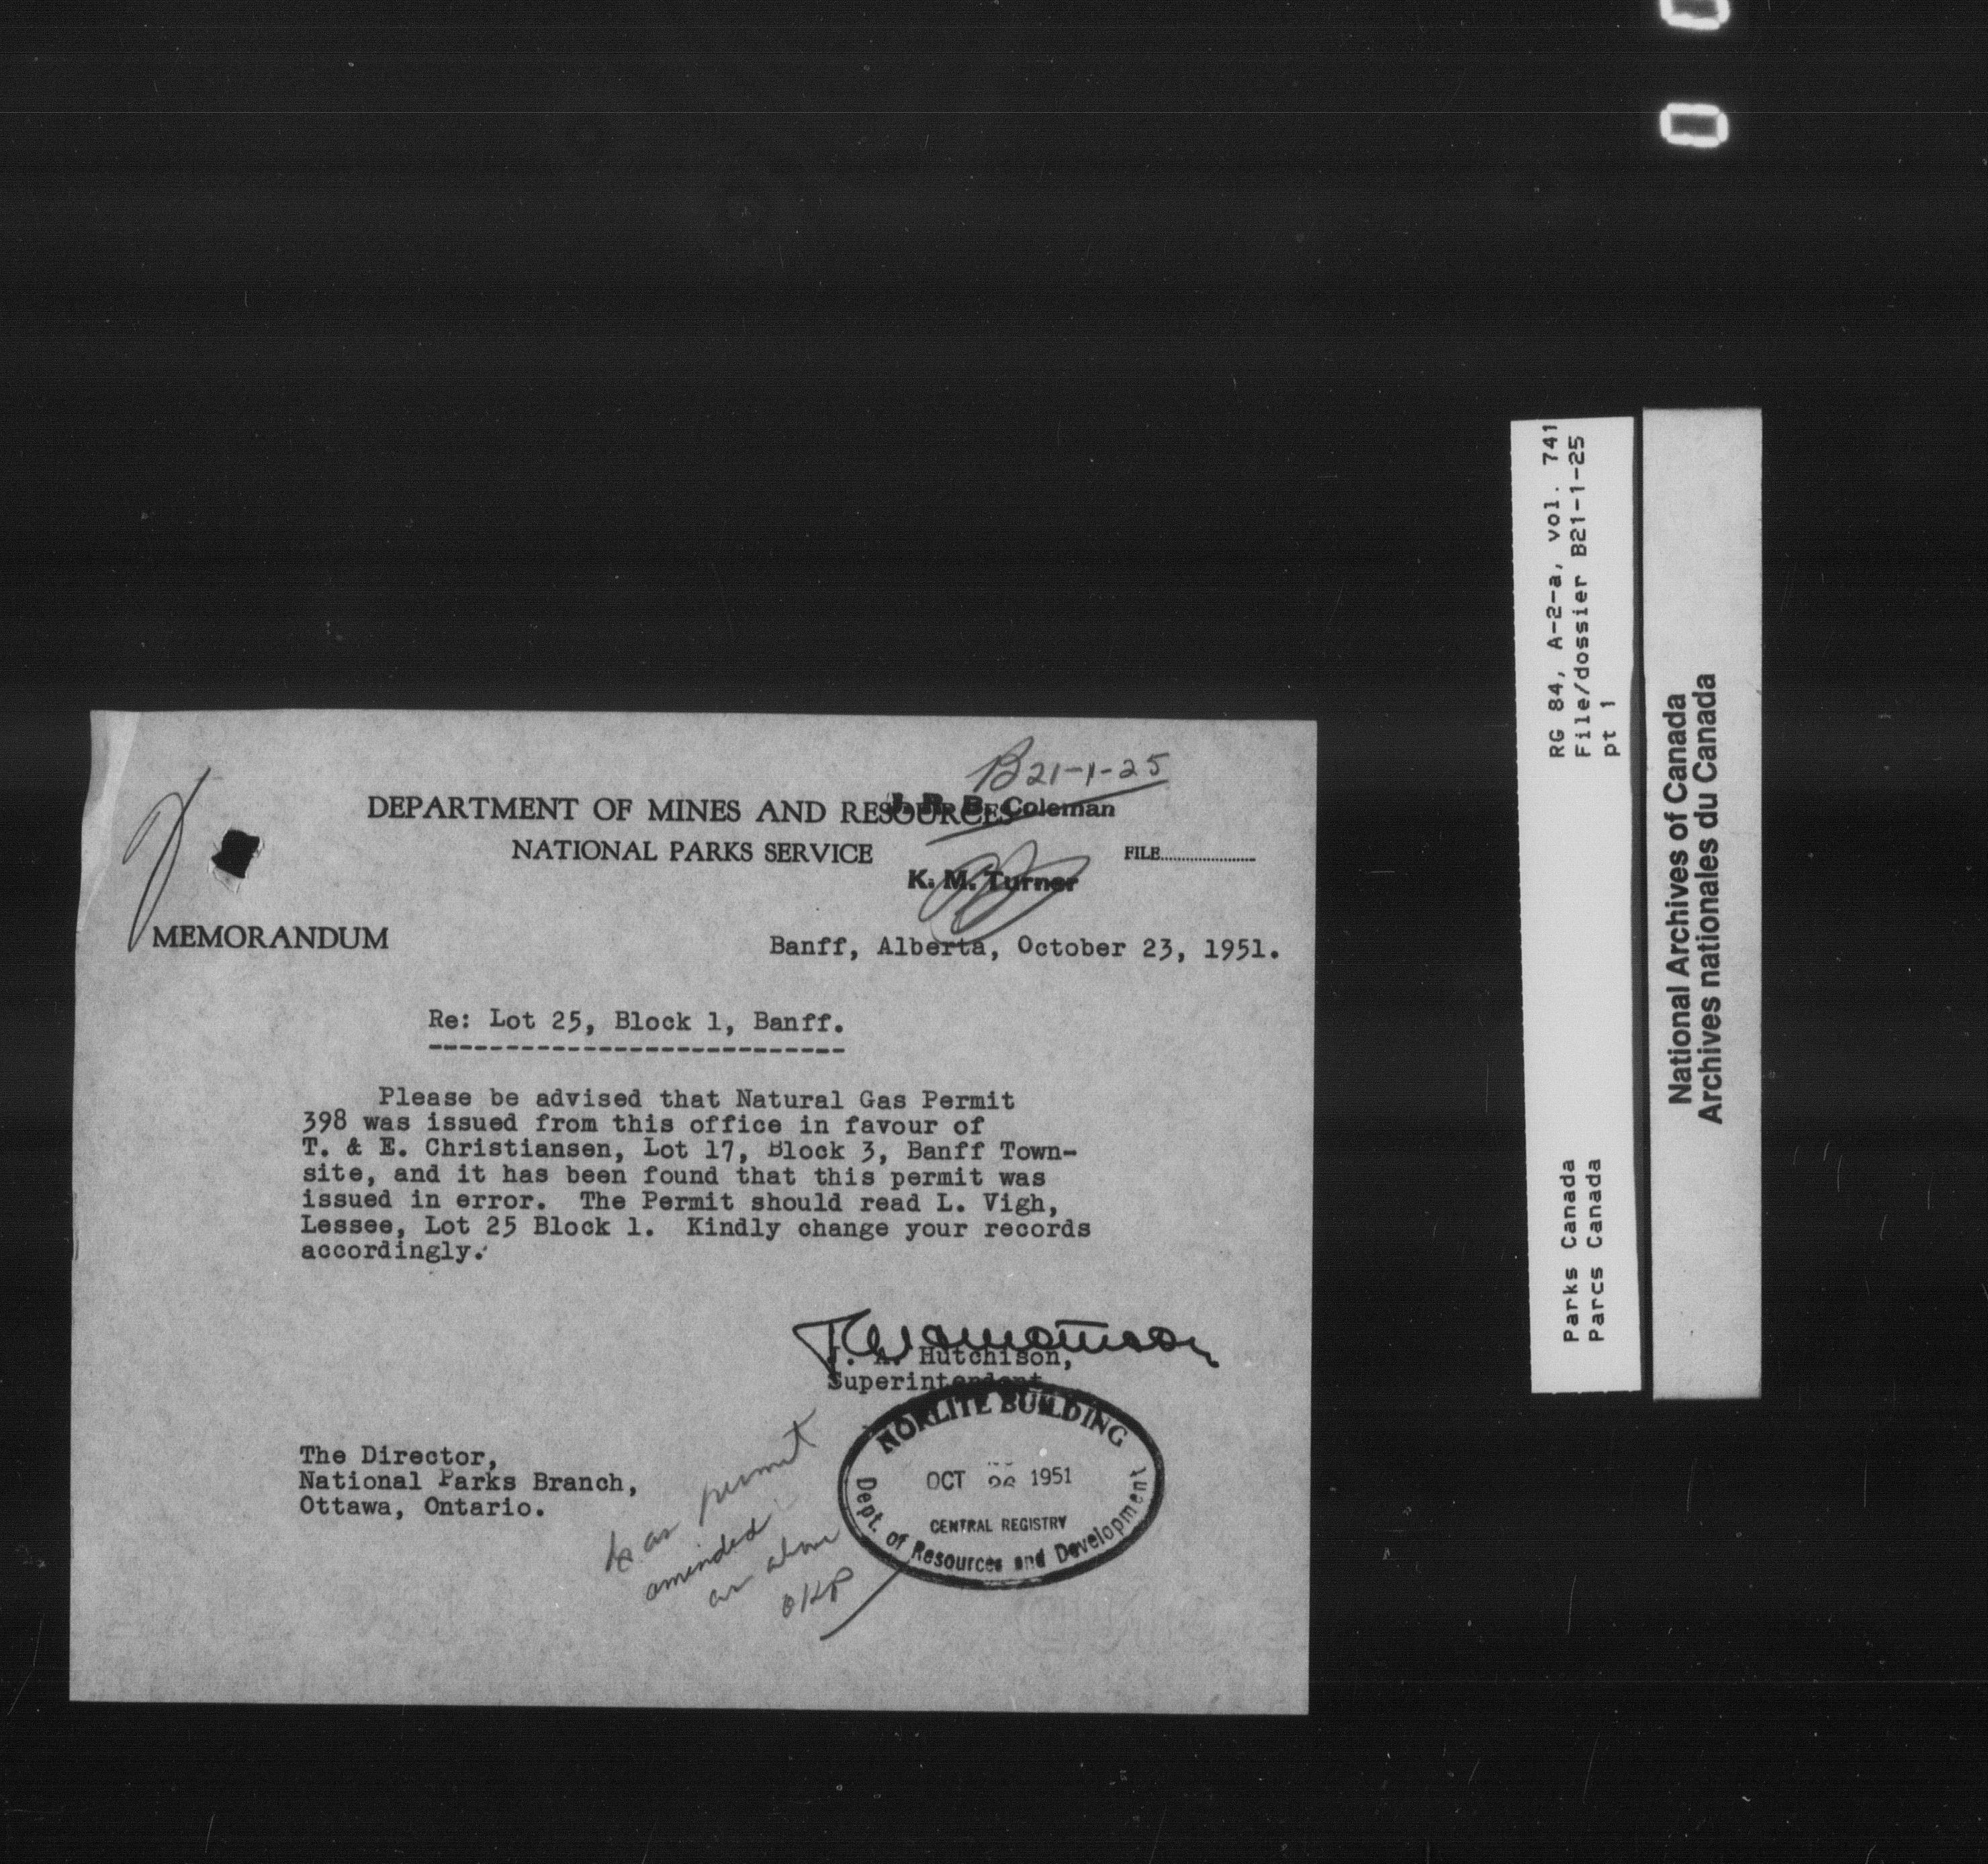 B21-1-25
DEPARTMENT OF MINES AND RESOURCES
J. R. B. Coleman
NATIONAL PARKS SERVICE
FILE
K. M. Turner
MEMORANDUM
Banff, Alberta, October 23, 1951.
Re: Lot 25, Block 1, Banff.
Please be advised that Natural Gas Permit
398 was issued from this office in favour of
T. & E. Christiansen, Lot 17, Block 3, Banff Town-
site, and it has been found that this permit was
issued in error. The Permit should read L. Vigh,
Lessee, Lot 25 Block 1. Kindly change your records
accordingly.
J. A. Hutchison,
Superintendent
The Director,
National Parks Branch,
Ottawa, Ontario.
permit
amended
as above
OKP
NORLITE BUILDING
OCT 26 1951
CENTRAL REGISTRY
Dept. of Resources and Development
RG 84, A-2-a, vol. 741
File/dossier B21-1-25
pt 1
Parks Canada
Parcs Canada
National Archives of Canada
Archives nationales du Canada